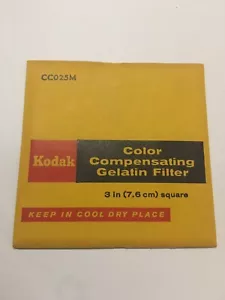 CC025M
Kodak
Color
Compensating
Gelatin Filter
3 in (7,6 cm) square
KEEP IN COOL DRY PLACE